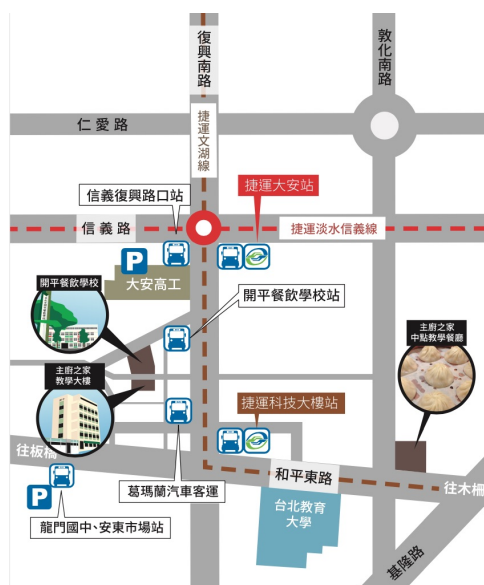 復興南路
敦化南路
仁愛路
捷運文湖線
信義復興路口站
捷運大安站
信義路
捷運淡水信義線
P
大安高工
開平餐飲學校
開平餐飲學校站
主廚之家
中點教學餐廳
主廚之家
教學大樓
捷運科技大樓站
往板橋
葛瑪蘭汽車客運
和平東路
往木柵
P
台北教育
大學
龍門國中、安東市場站
基隆路